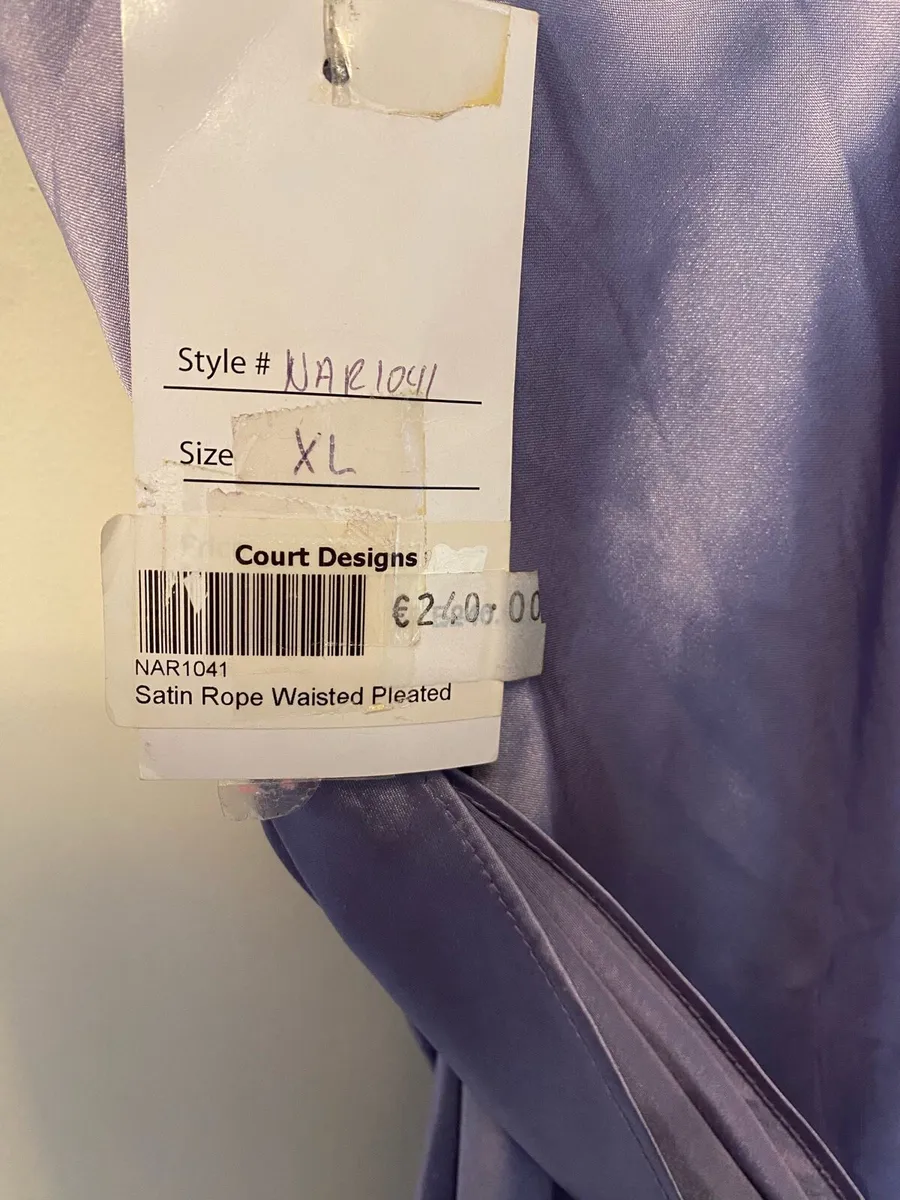 Style # NAR1041
Size XL
Court Designs
€240.00
NAR1041
Satin Rope Waisted Pleated